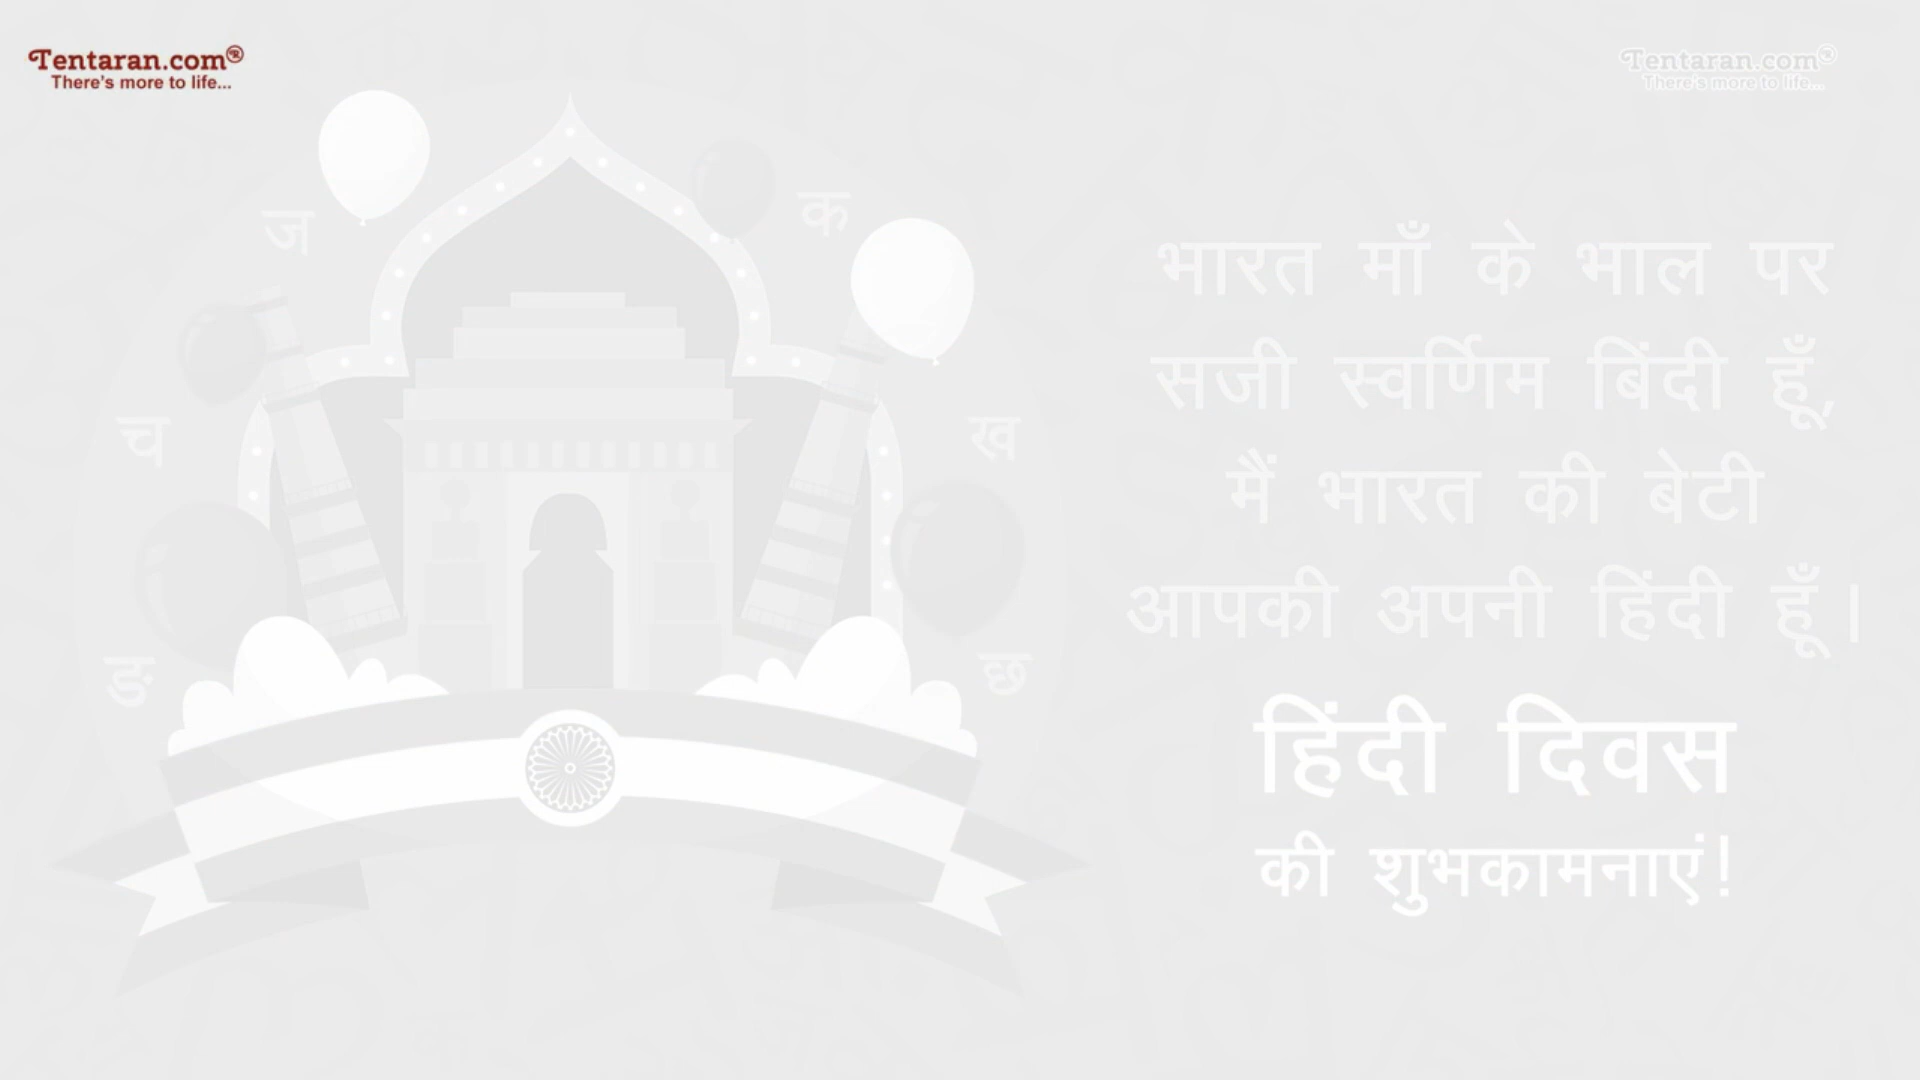 Tentaran.com®
There's more to life...
Tentaran.com®
There's more to life...
ज
क
च
ख
ङ
छ
भारत माँ के भाल पर
सजी स्वर्णिम बिंदी हूँ,
मैं भारत की बेटी
आपकी अपनी हिंदी हूँ।
हिंदी दिवस
की शुभकामनाएं!